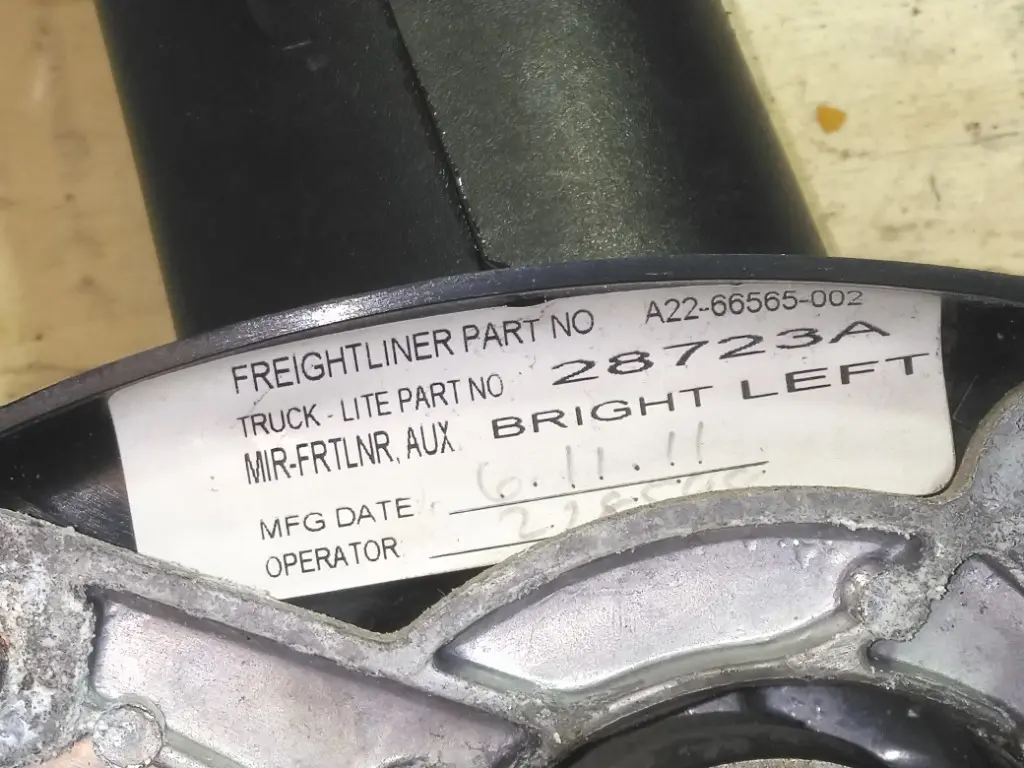 FREIGHTLINER PART NO A22-66565-002
TRUCK - LITE PART NO 28723A
MIR-FRTLNR, AUX. BRIGHT LEFT
MFG DATE: 6.11.11
OPERATOR: